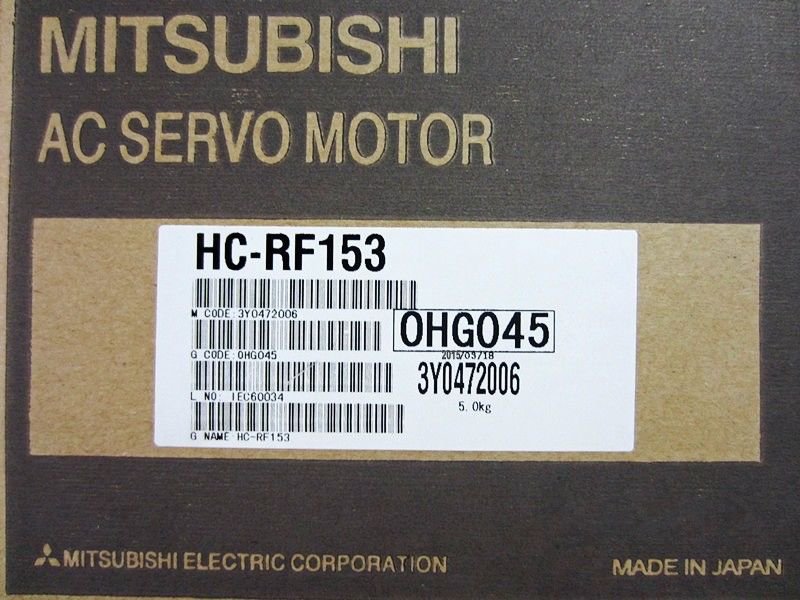 MITSUBISHI
AC SERVO MOTOR
HC-RF153
M CODE:3Y0472006
OHG045
G CODE:OHG045
2015/03/18
3Y0472006
L NO: IEC60034
5.0kg
G NAME:HC-RF153
MITSUBISHI ELECTRIC CORPORATION
MADE IN JAPAN